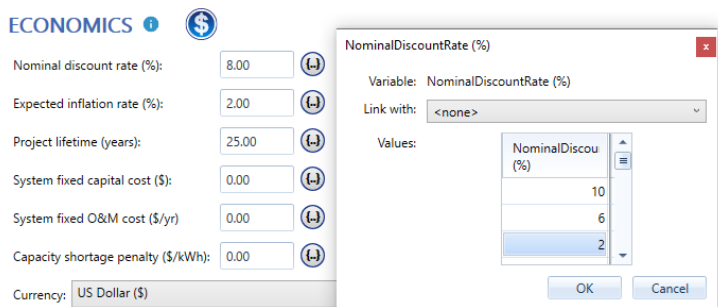 ECONOMICS
Nominal discount rate (%): 8.00 {..}
Expected inflation rate (%): 2.00 {..}
Project lifetime (years): 25.00 {..}
System fixed capital cost ($): 0.00 {..}
System fixed O&M cost ($/yr) 0.00 {..}
Capacity shortage penalty ($/kWh): 0.00 {..}
Currency: US Dollar ($)
NominalDiscountRate (%) x
Variable: NominalDiscountRate (%)
Link with: <none>
Values:
NominalDiscou
(%)
10
6
2
OK Cancel